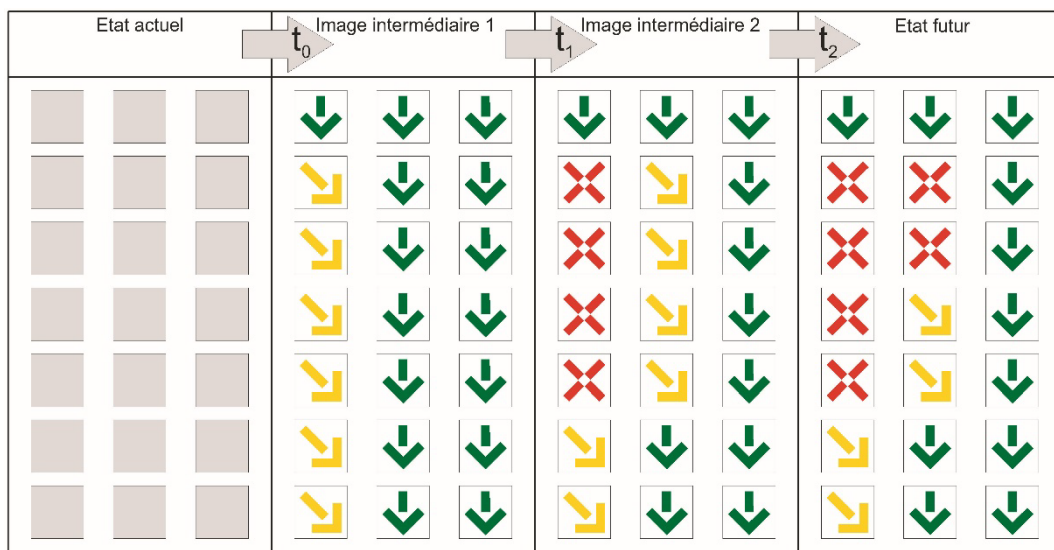 Etat actuel
t0
Image intermédiaire 1
t1
Image intermédiaire 2
t2
Etat futur